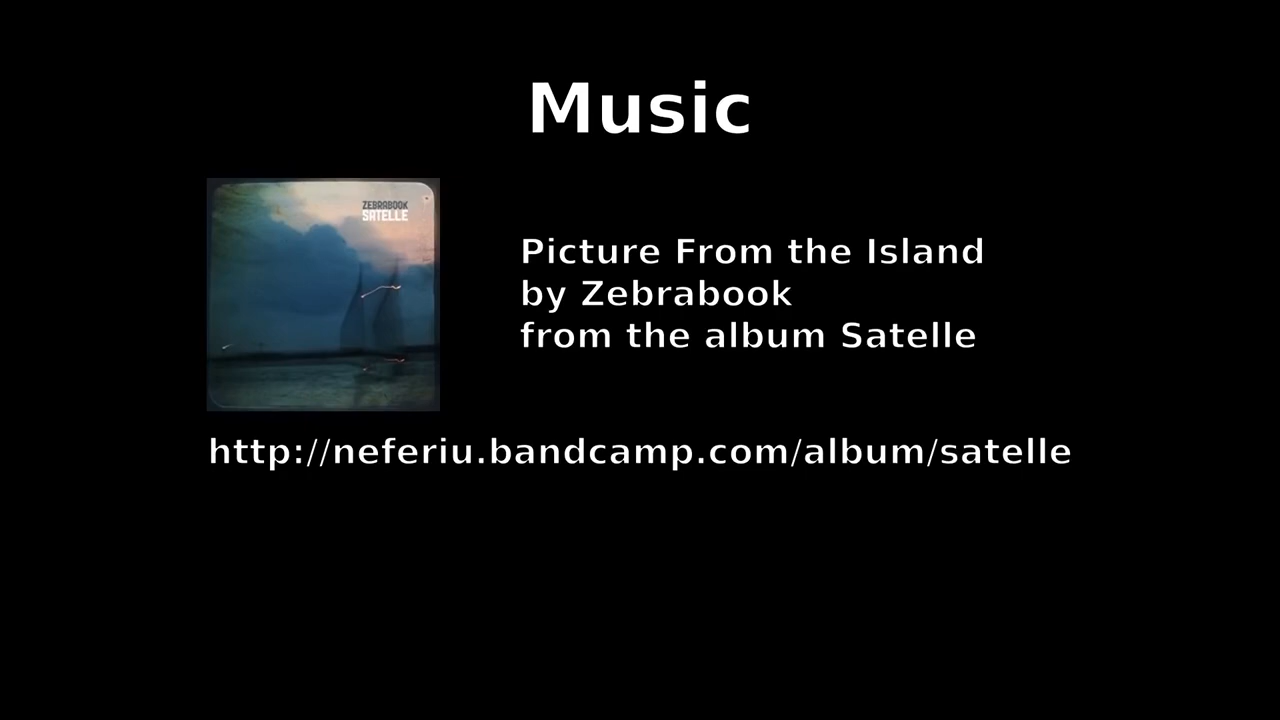 Music
ZEBRABOOK
SATELLE
Picture From the Island
by Zebrabook
from the album Satelle
http://neferiu.bandcamp.com/album/satelle